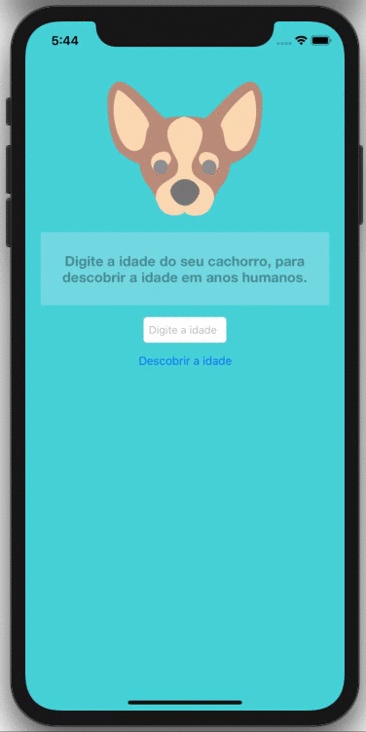 5:44
Digite a idade do seu cachorro, para
descobrir a idade em anos humanos.
Digite a idade
Descobrir a idade